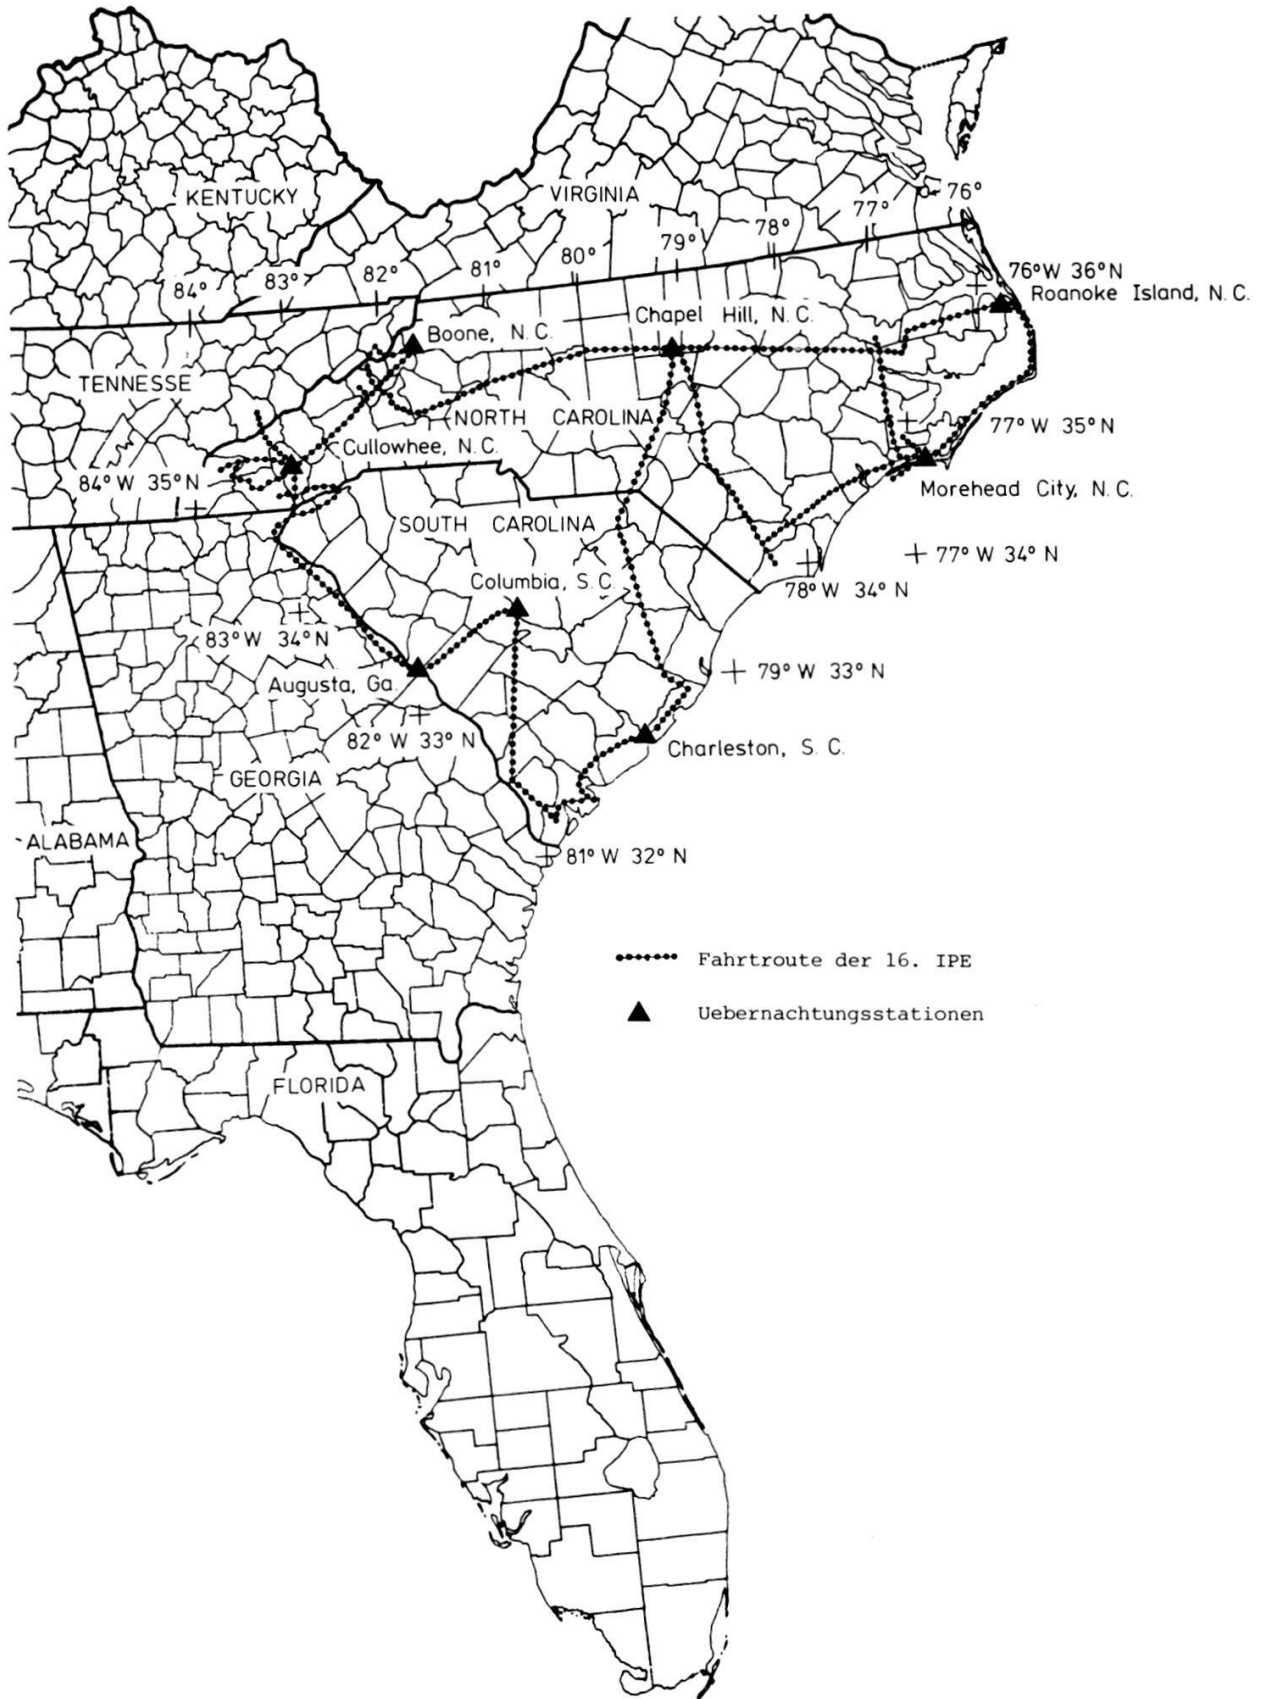 KENTUCKY
VIRGINIA
76°
77°
78°
79°
80°
81°
82°
83°
84°
76°W 36°N
Roanoke Island, N.C.
Chapel Hill, N.C.
Boone, N.C.
TENNESSE
NORTH CAROLINA
77°W 35°N
Cullowhee, N.C.
84°W 35°N
Morehead City, N.C.
SOUTH CAROLINA
77°W 34°N
Columbia, S.C.
78°W 34°N
83°W 34°N
79°W 33°N
Augusta, Ga.
82°W 33°N
Charleston, S.C.
GEORGIA
ALABAMA
81°W 32°N
Fahrtroute der 16. IPE
Uebernachtungsstationen
FLORIDA